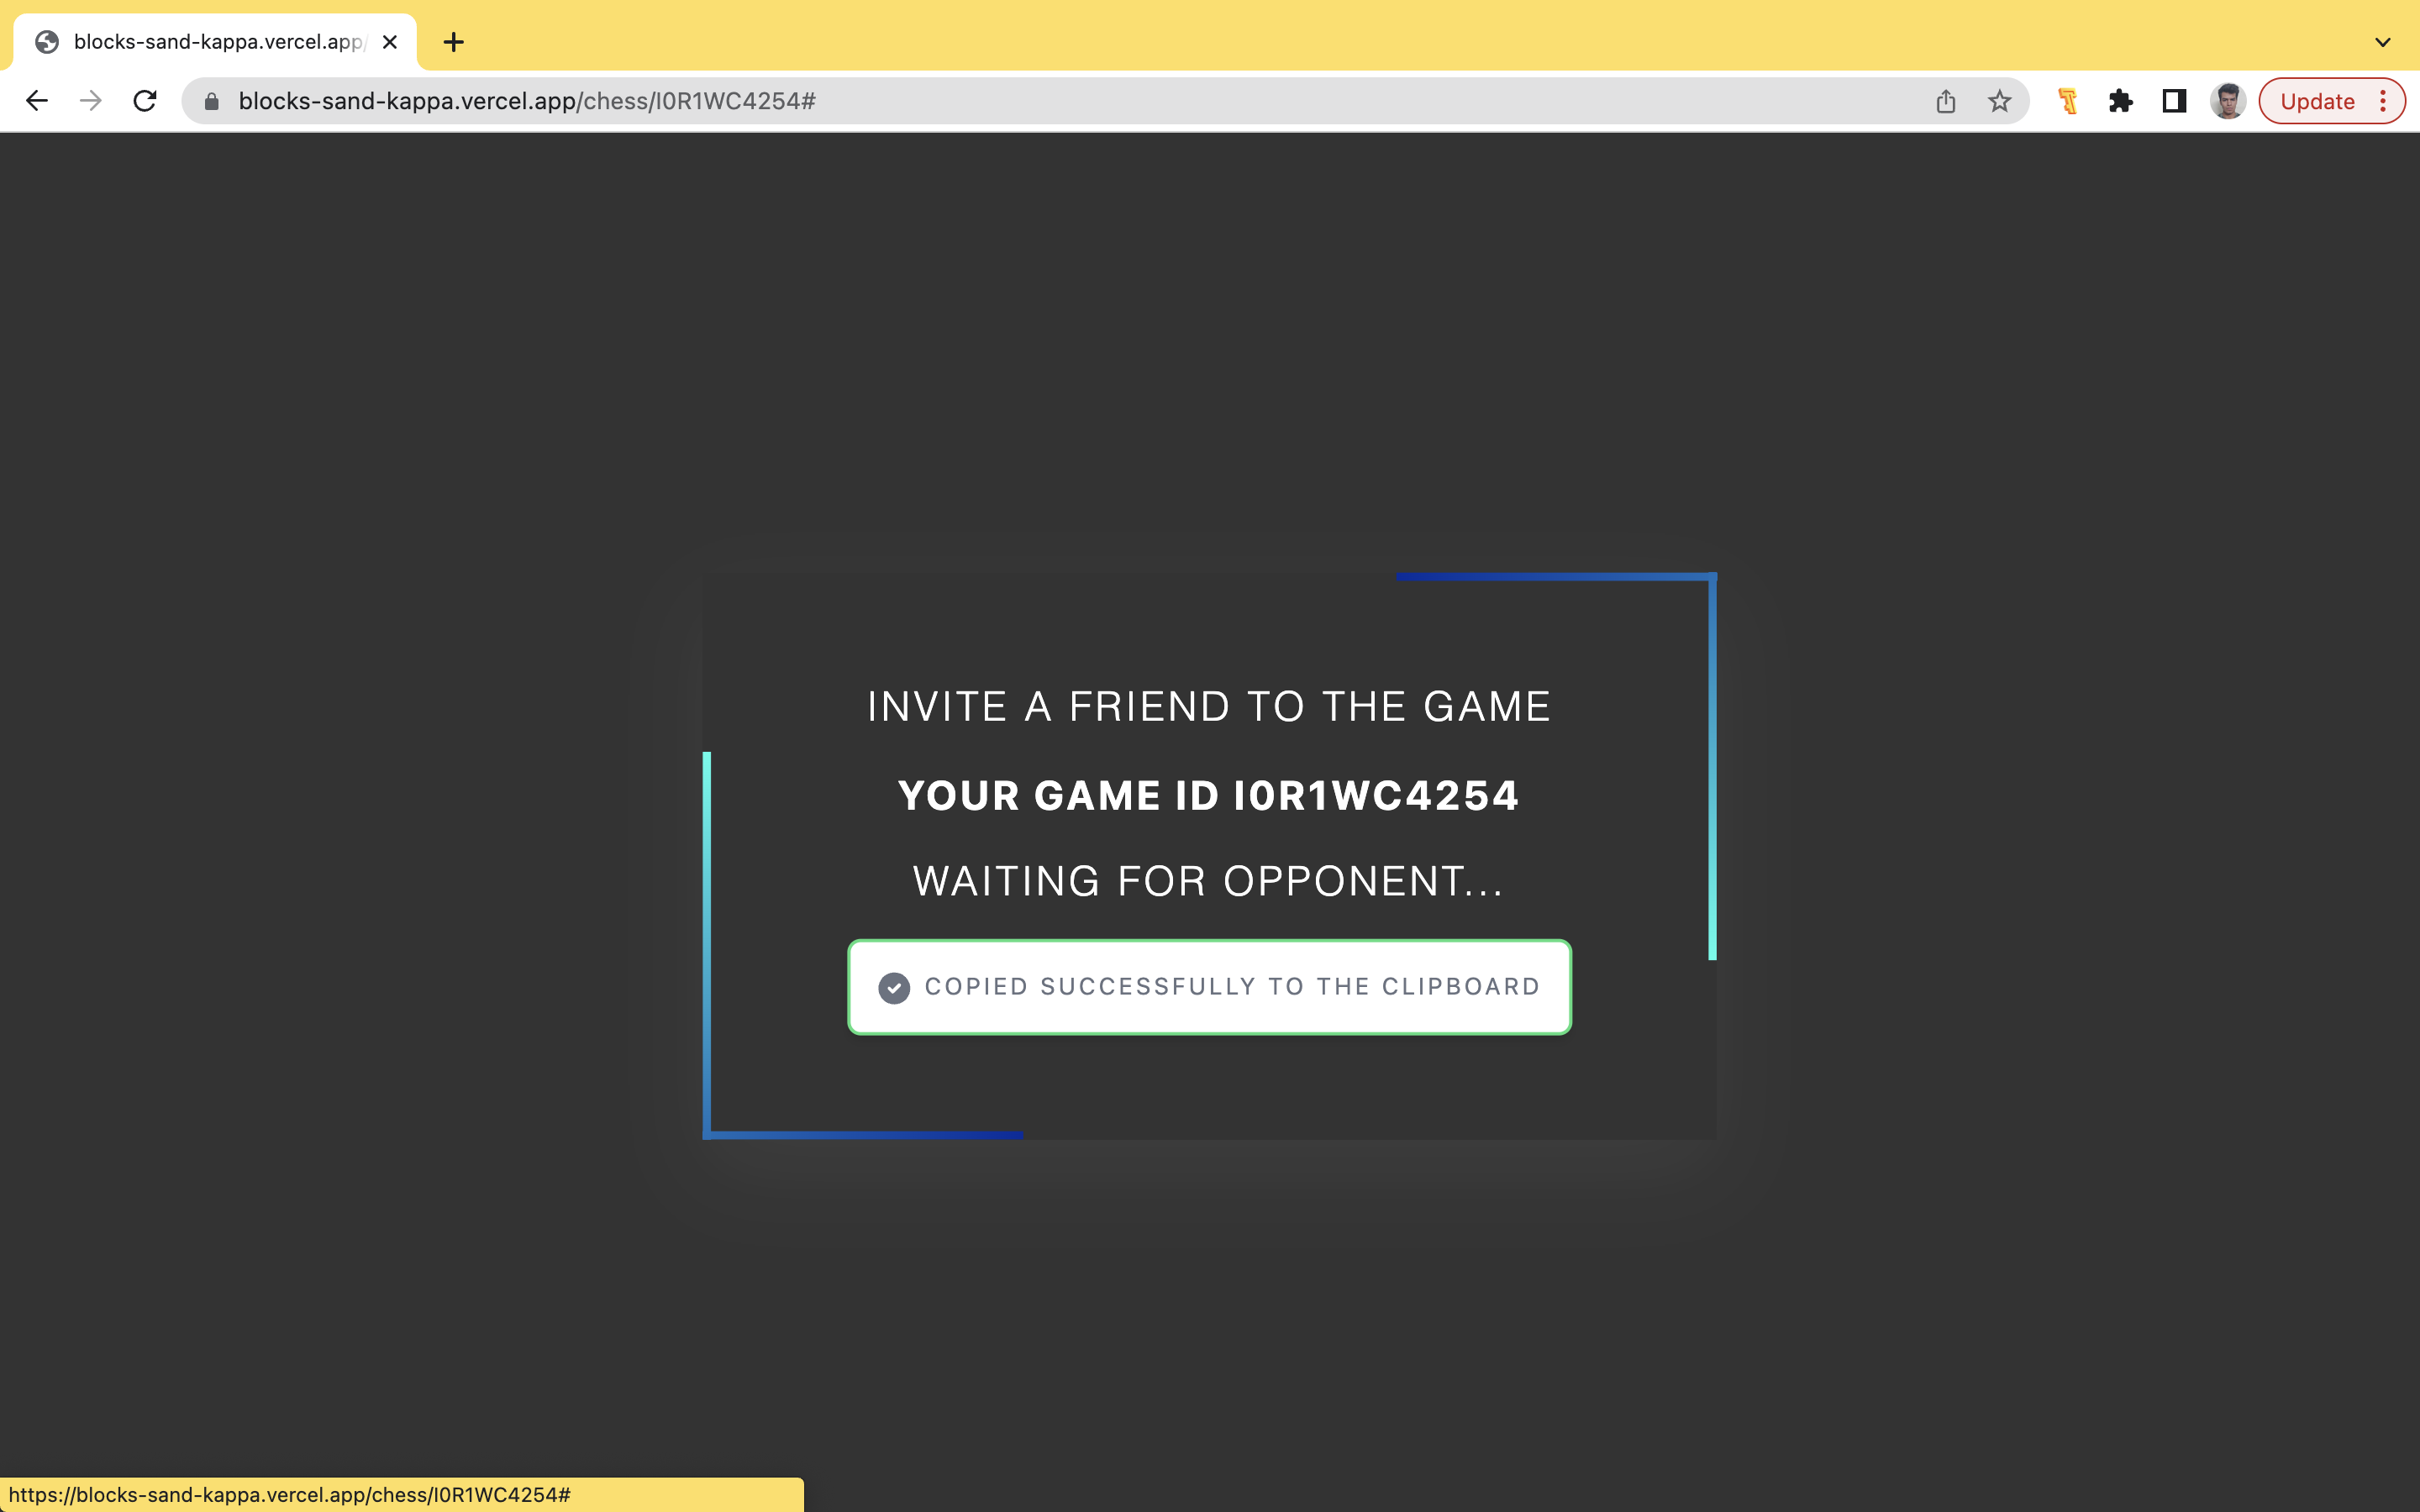 blocks-sand-kappa.vercel.app/
blocks-sand-kappa.vercel.app/chess/I0R1WC4254#
Update
INVITE A FRIEND TO THE GAME
YOUR GAME ID I0R1WC4254
WAITING FOR OPPONENT...
COPIED SUCCESSFULLY TO THE CLIPBOARD
https://blocks-sand-kappa.vercel.app/chess/I0R1WC4254#